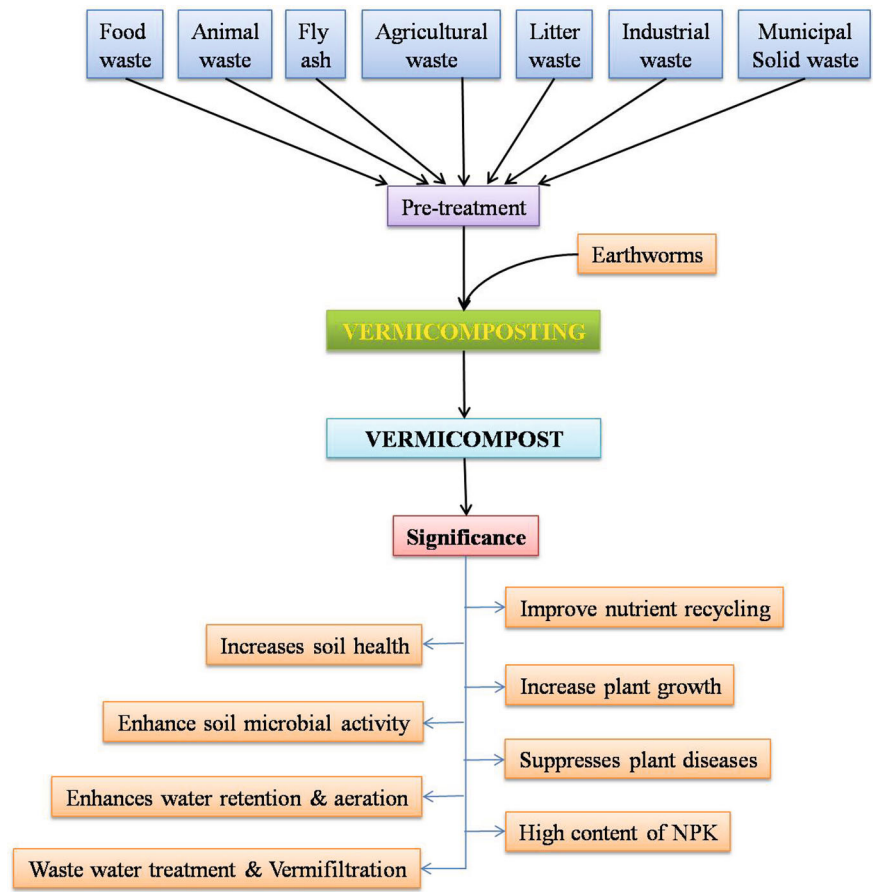 Food
waste
Animal
waste
Fly
ash
Agricultural
waste
Litter
waste
Industrial
waste
Municipal
Solid waste
Pre-treatment
Earthworms
VERMICOMPOSTING
VERMICOMPOST
Significance
Improve nutrient recycling
Increases soil health
Increase plant growth
Enhance soil microbial activity
Suppresses plant diseases
Enhances water retention & aeration
High content of NPK
Waste water treatment & Vermifiltration